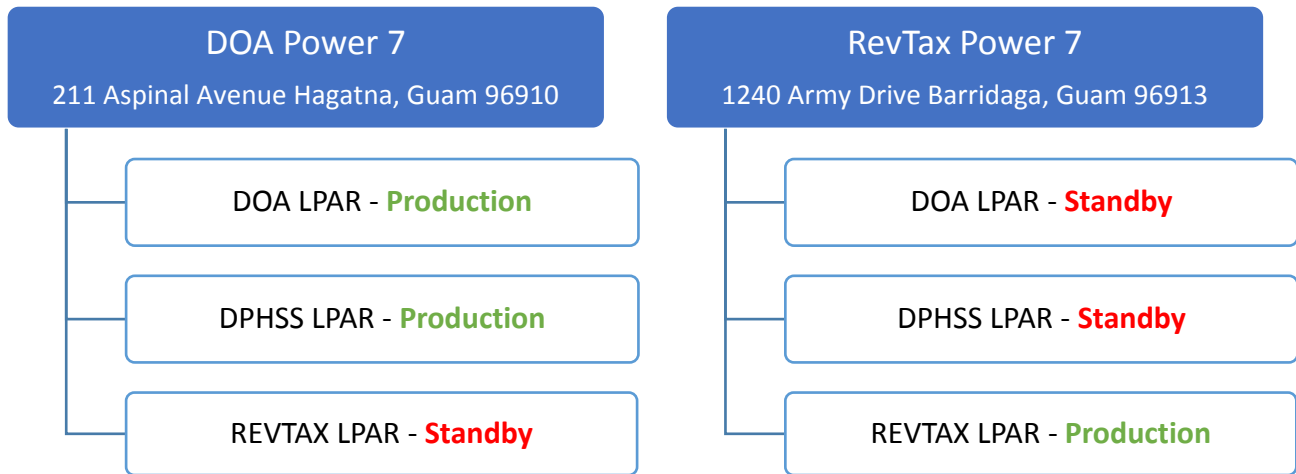 DOA Power 7
211 Aspinal Avenue Hagatna, Guam 96910
DOA LPAR - Production
DPHSS LPAR - Production
REVTAX LPAR - Standby
RevTax Power 7
1240 Army Drive Barridaga, Guam 96913
DOA LPAR - Standby
DPHSS LPAR - Standby
REVTAX LPAR - Production